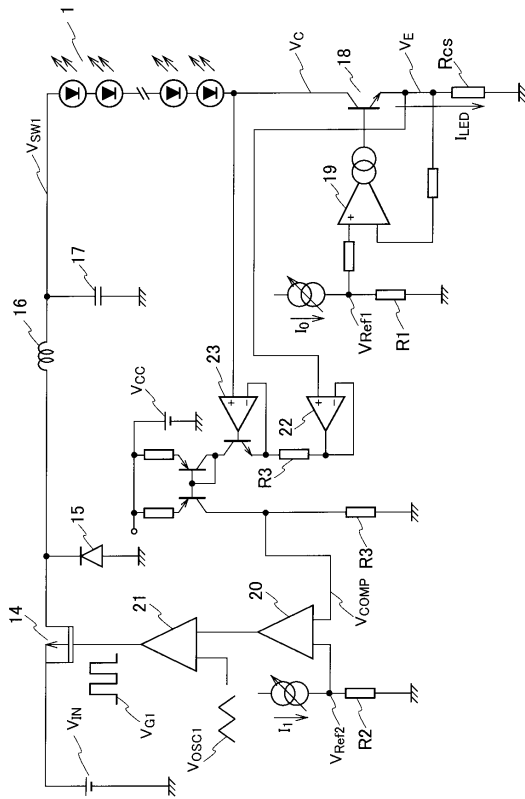 1
V_SW1
16
17
15
14
V_IN
V_G1
V_CC
23
21
V_OSC1
20
R3
22
V_COMP
R3
I_1
V_Ref2
R2
V_C
18
V_E
Rcs
I_LED
19
I_0
V_Ref1
R1
+
-
+
-
+